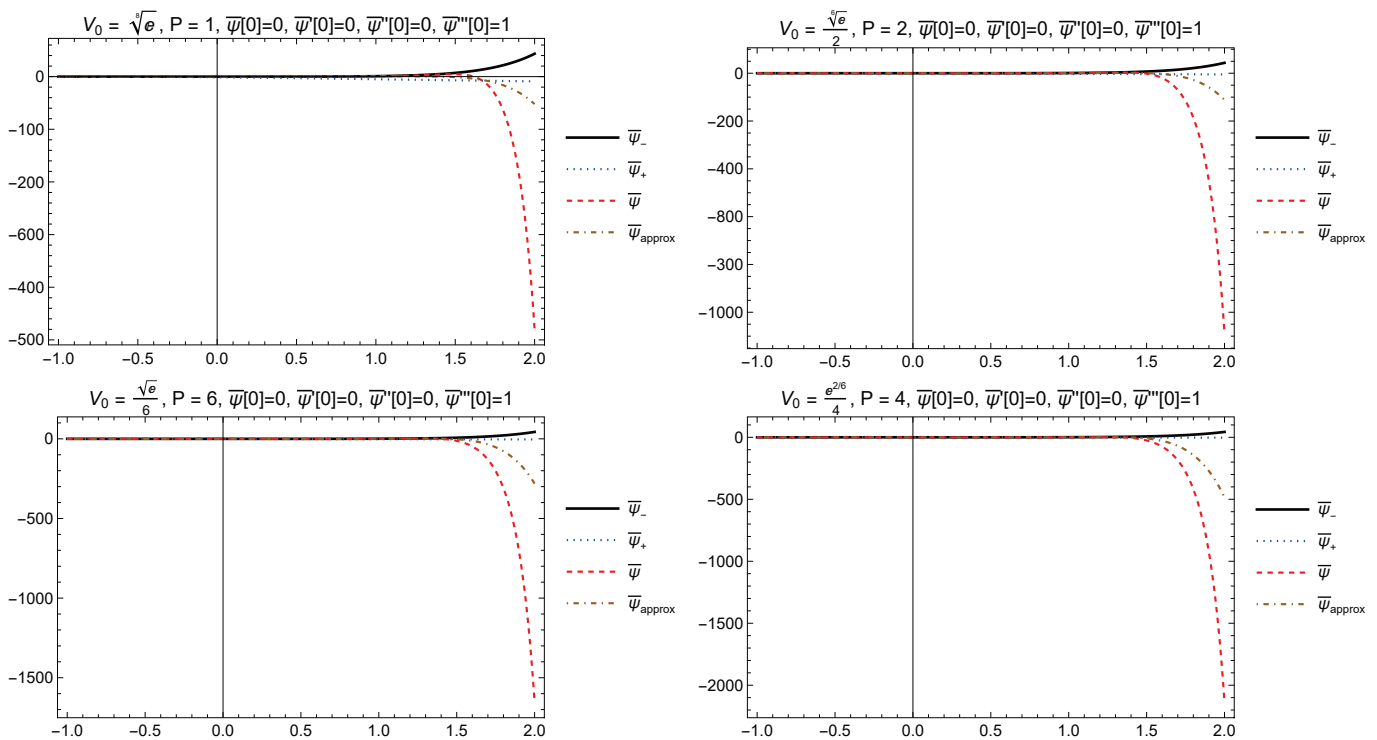 V₀ = ⁸√e, P = 1, ψ̅[0]=0, ψ̅'[0]=0, ψ̅''[0]=0, ψ̅'''[0]=1
0
−100
−200
−600
−400
−500
−1.0 −0.5 0.0 0.5 1.0 1.5 2.0
ψ̅₋
ψ̅₊
ψ̅
ψ̅approx
V₀ = ⁶√e/2, P = 2, ψ̅[0]=0, ψ̅'[0]=0, ψ̅''[0]=0, ψ̅'''[0]=1
0
−200
−400
−800
−300
−1000
−1.0 −0.5 0.0 0.5 1.0 1.5 2.0
ψ̅₋
ψ̅₊
ψ̅
ψ̅approx
V₀ = √e/6, P = 6, ψ̅[0]=0, ψ̅'[0]=0, ψ̅''[0]=0, ψ̅'''[0]=1
0
−500
−1000
−1500
−1.0 −0.5 0.0 0.5 1.0 1.5 2.0
ψ̅₋
ψ̅₊
ψ̅
ψ̅approx
V₀ = e^2/6/4, P = 4, ψ̅[0]=0, ψ̅'[0]=0, ψ̅''[0]=0, ψ̅'''[0]=1
0
−500
−1000
−1500
−2000
−1.0 −0.5 0.0 0.5 1.0 1.5 2.0
ψ̅₋
ψ̅₊
ψ̅
ψ̅approx